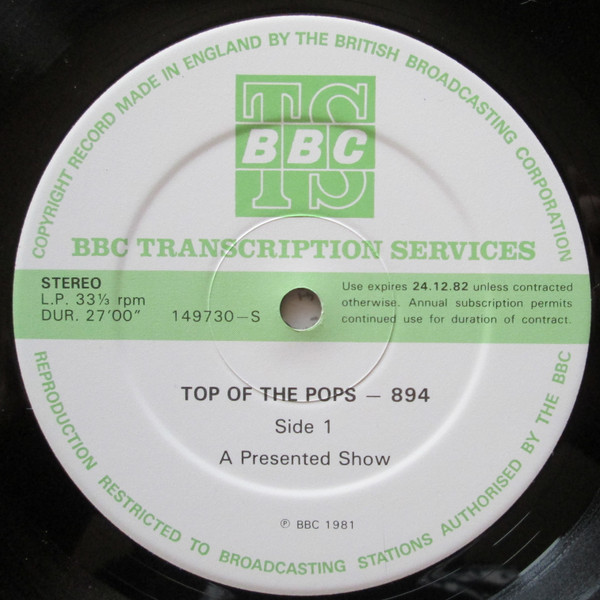 COPYRIGHT RECORD MADE IN ENGLAND BY THE BRITISH BROADCASTING CORPORATION
TS
BBC
BBC TRANSCRIPTION SERVICES
STEREO
L.P. 33⅓ rpm
DUR. 27'00" 149730–S
Use expires 24.12.82 unless contracted
otherwise. Annual subscription permits
continued use for duration of contract.
TOP OF THE POPS — 894
Side 1
A Presented Show
℗ BBC 1981
REPRODUCTION RESTRICTED TO BROADCASTING STATIONS AUTHORISED BY THE BBC